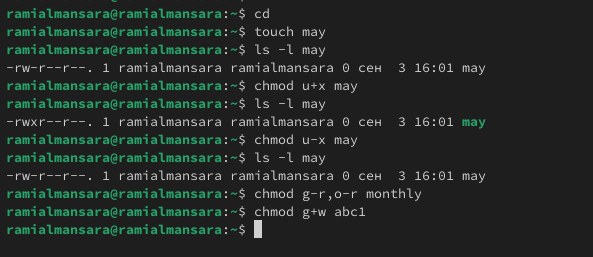 ramialmansara@ramialmansara:~$ cd
ramialmansara@ramialmansara:~$ touch may
ramialmansara@ramialmansara:~$ ls -l may
-rw-r--r--. 1 ramialmansara ramialmansara 0 сен  3 16:01 may
ramialmansara@ramialmansara:~$ chmod u+x may
ramialmansara@ramialmansara:~$ ls -l may
-rwxr--r--. 1 ramialmansara ramialmansara 0 сен  3 16:01 may
ramialmansara@ramialmansara:~$ chmod u-x may
ramialmansara@ramialmansara:~$ ls -l may
-rw-r--r--. 1 ramialmansara ramialmansara 0 сен  3 16:01 may
ramialmansara@ramialmansara:~$ chmod g-r,o-r monthly
ramialmansara@ramialmansara:~$ chmod g+w abc1
ramialmansara@ramialmansara:~$